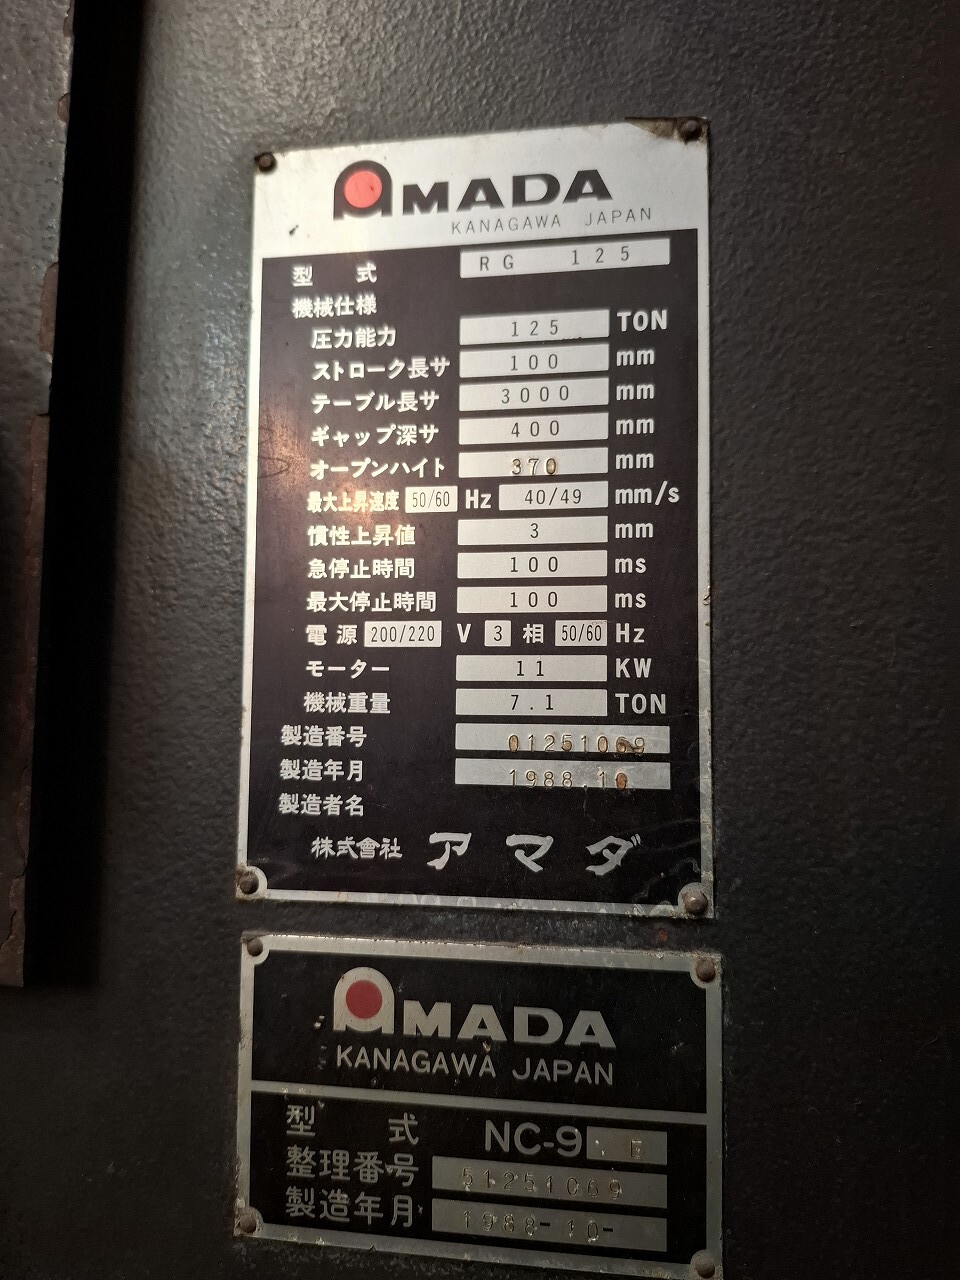 AMADA
KANAGAWA JAPAN
型式 RG 125
機械仕様
圧力能力 125 TON
ストローク長サ 100 mm
テーブル長サ 3000 mm
ギャップ深サ 400 mm
オープンハイト 370 mm
最大上昇速度 50/60 Hz 40/49 mm/s
慣性上昇値 3 mm
急停止時間 100 ms
最大停止時間 100 ms
電源 200/220 V 3 相 50/60 Hz
モーター 11 KW
機械重量 7.1 TON
製造番号 01251069
製造年月 1988.10
製造者名
株式會社 アマダ
AMADA
KANAGAWA JAPAN
型式 NC-9 E
整理番号 51251069
製造年月 1988-10-